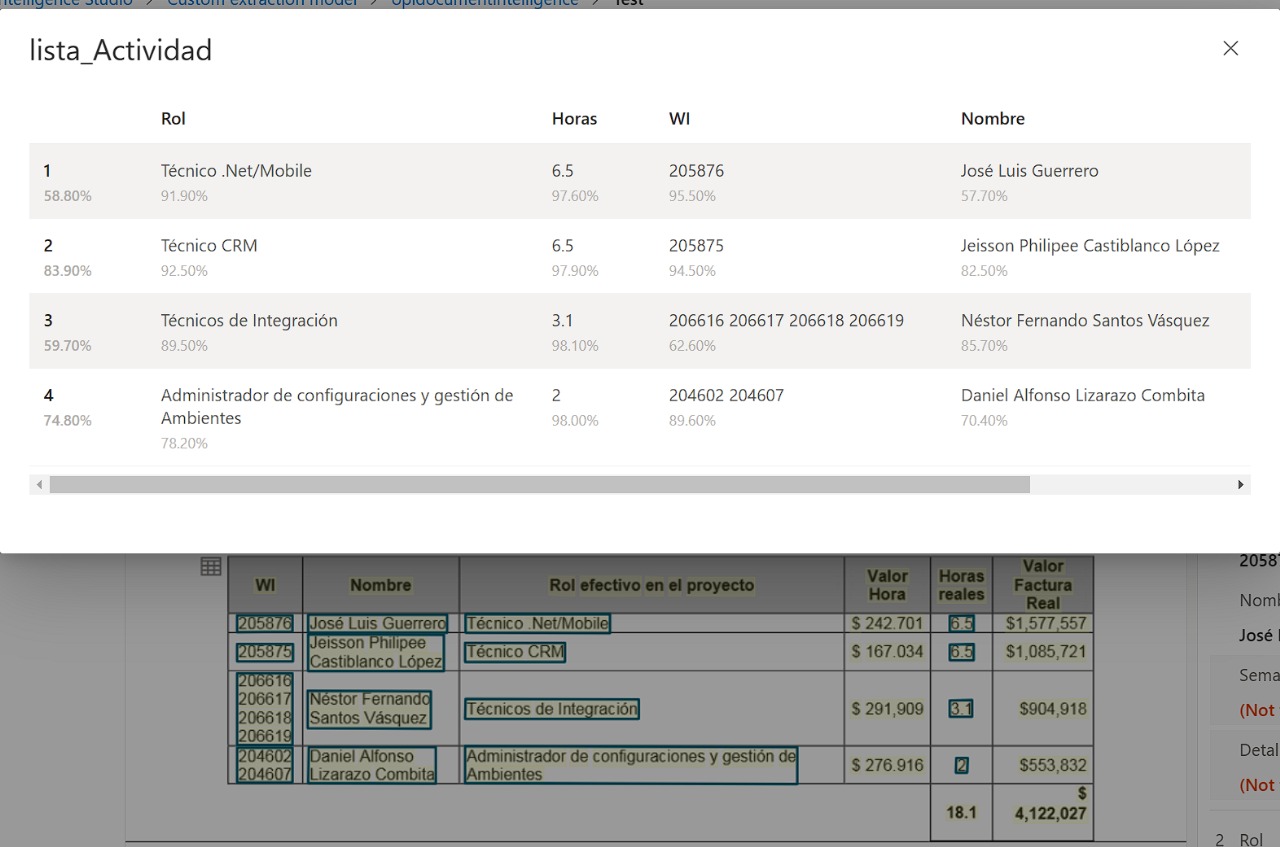 Intelligence Studio > Custom extraction model > opidocumentintelligence > Test
lista_Actividad
Rol Horas WI Nombre
1 Técnico .Net/Mobile 6.5 205876 José Luis Guerrero
58.80% 91.90% 97.60% 95.50% 57.70%
2 Técnico CRM 6.5 205875 Jeisson Philipee Castiblanco López
83.90% 92.50% 97.90% 94.50% 82.50%
3 Técnicos de Integración 3.1 206616 206617 206618 206619 Néstor Fernando Santos Vásquez
59.70% 89.50% 98.10% 62.60% 85.70%
4 Administrador de configuraciones y gestión de 2 204602 204607 Daniel Alfonso Lizarazo Combita
Ambientes
74.80% 78.20% 98.00% 89.60% 70.40%
WI Nombre Rol efectivo en el proyecto Valor Hora Horas reales Valor Factura Real
205876 José Luis Guerrero Técnico .Net/Mobile $ 242.701 6.5 $1,577,557
205875 Jeisson Philipee Castiblanco López Técnico CRM $ 167.034 6.5 $1,085,721
206616 206617 206618 206619 Néstor Fernando Santos Vásquez Técnicos de Integración $ 291,909 3.1 $904,918
204602 204607 Daniel Alfonso Lizarazo Combita Administrador de configuraciones y gestión de Ambientes $ 276.916 2 $553,832
18.1 $ 4,122,027
2058
Nomb
José
Sema
(Not
Detal
(Not
2 Rol